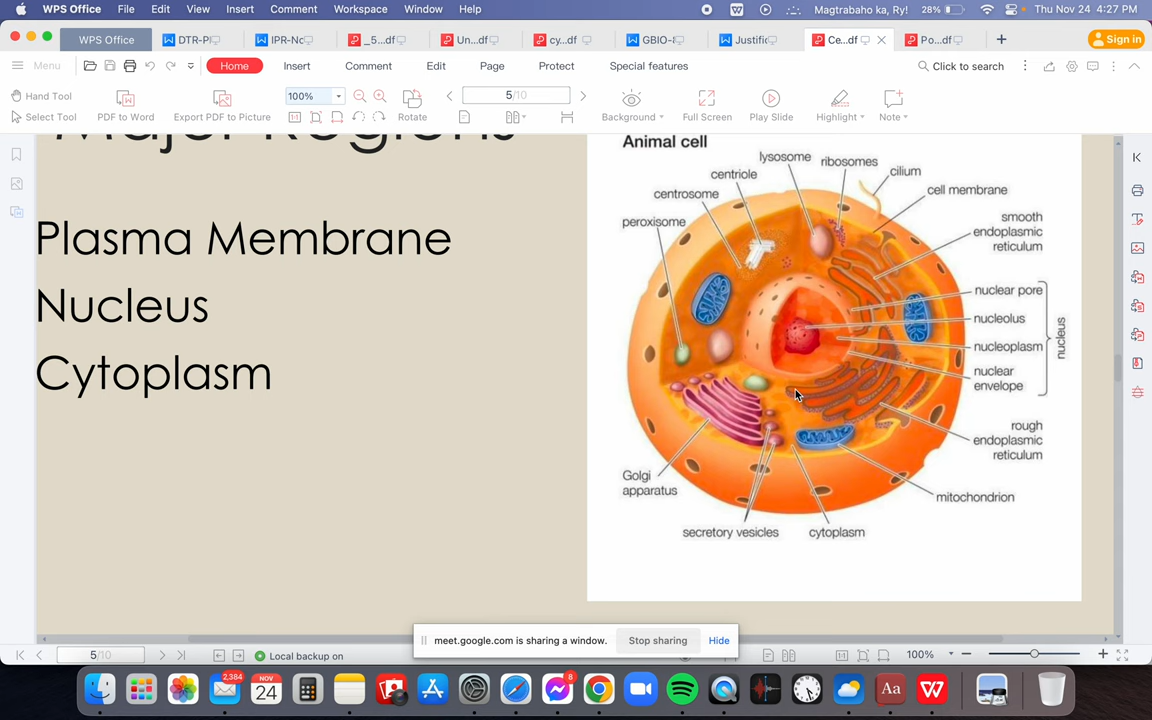 WPS Office File Edit View Insert Comment Workspace Window Help Magtrabaho ka, Ry! 28% Thu Nov 24 4:27 PM
WPS Office DTR-P IPR-No _5...df Un...df cy...df GBIO- Justific Ce...df Po...df Sign in
Menu Home Insert Comment Edit Page Protect Special features Click to search
Hand Tool
Select Tool
PDF to Word
Export PDF to Picture
100%
Rotate
5/10
Background
Full Screen
Play Slide
Highlight
Note
Major Regions
Plasma Membrane
Nucleus
Cytoplasm
Animal cell
lysosome
ribosomes
centriole
cilium
centrosome
cell membrane
peroxisome
smooth
endoplasmic
reticulum
nuclear pore
nucleolus
nucleoplasm
nuclear
envelope
nucleus
rough
endoplasmic
reticulum
Golgi
apparatus
mitochondrion
secretory vesicles
cytoplasm
meet.google.com is sharing a window. Stop sharing Hide
5/10 Local backup on 100%
2,384
NOV
24
8
Aa